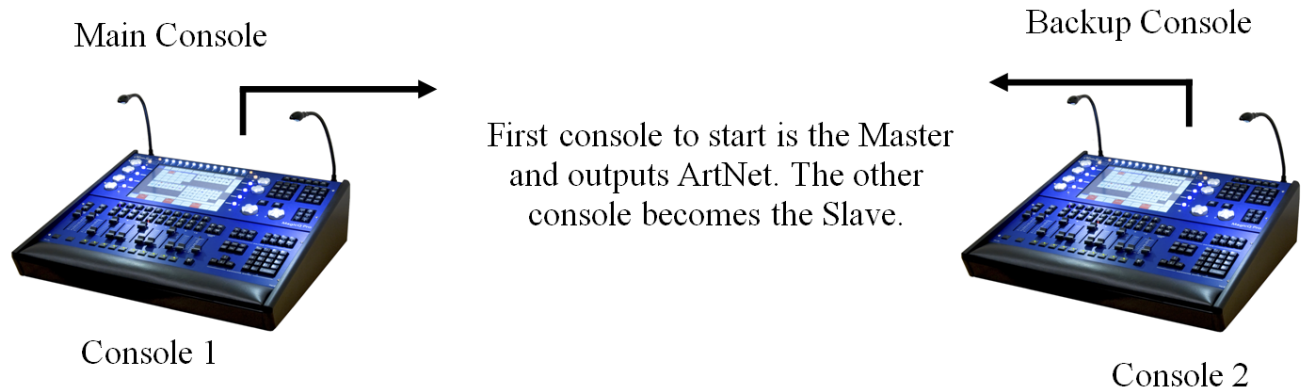 Main Console
Backup Console
First console to start is the Master
and outputs ArtNet. The other
console becomes the Slave.
Console 1
Console 2